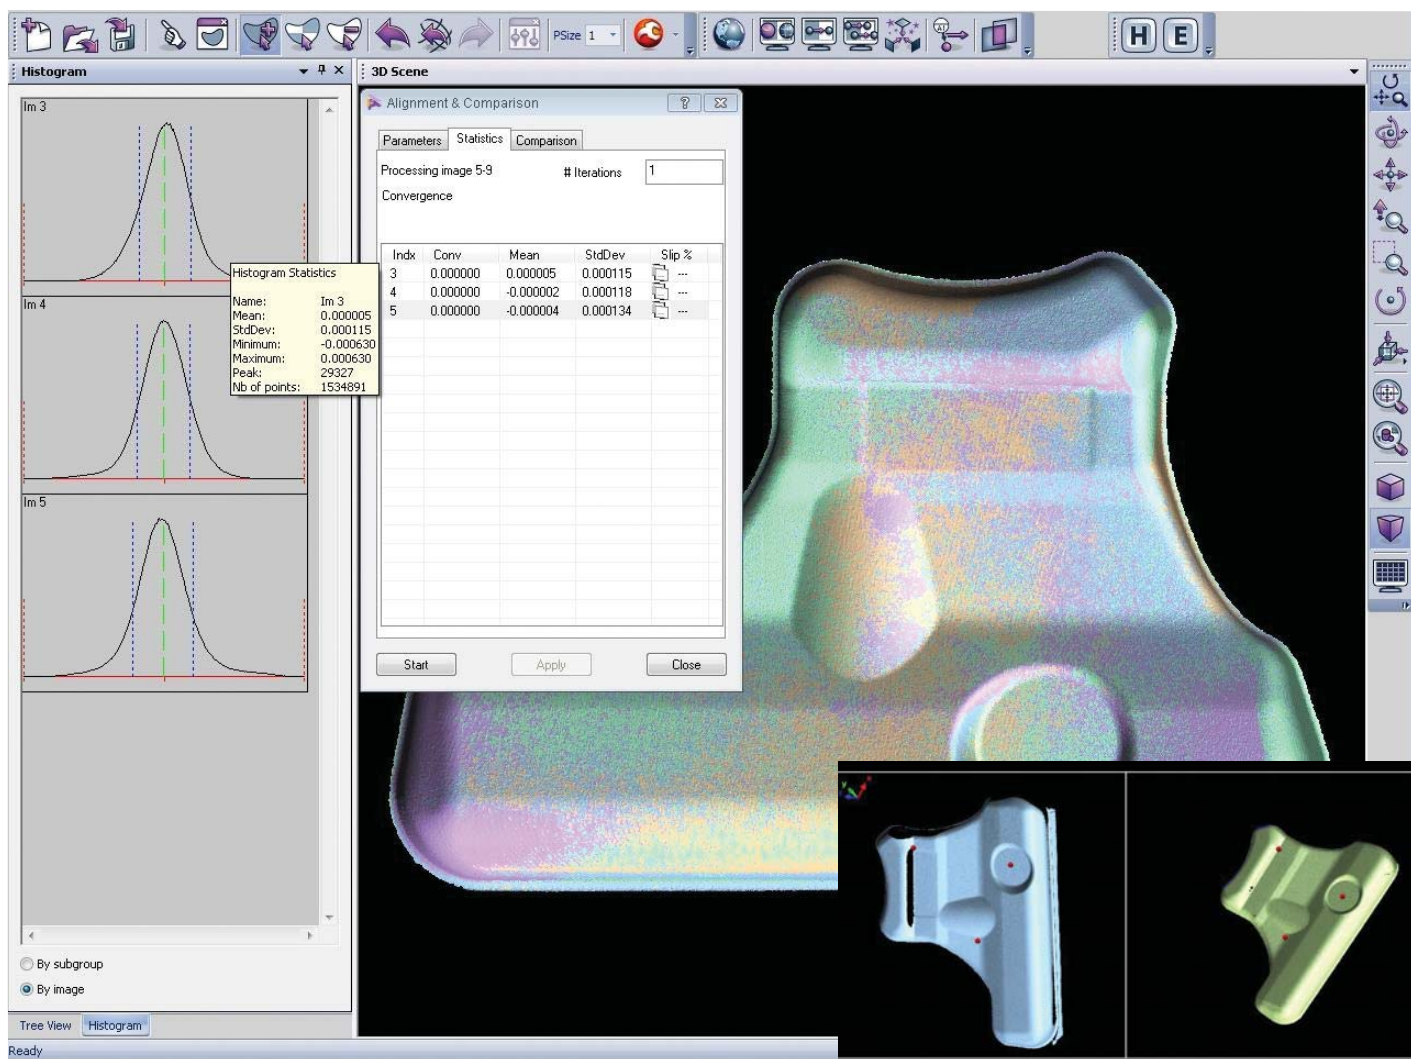 PSize 1
H E
Histogram
3D Scene
Im 3
Im 4
Im 5
Histogram Statistics
Name: Im 3
Mean: 0.000005
StdDev: 0.000115
Minimum: -0.000630
Maximum: 0.000630
Peak: 29327
Nb of points: 1534891
Alignment & Comparison
Parameters Statistics Comparison
Processing image 5-9 # Iterations 1
Convergence
Indx Conv Mean StdDev Slip %
3 0.000000 0.000005 0.000115 ---
4 0.000000 -0.000002 0.000118 ---
5 0.000000 -0.000004 0.000134 ---
Start Apply Close
By subgroup
By image
Tree View Histogram
Ready